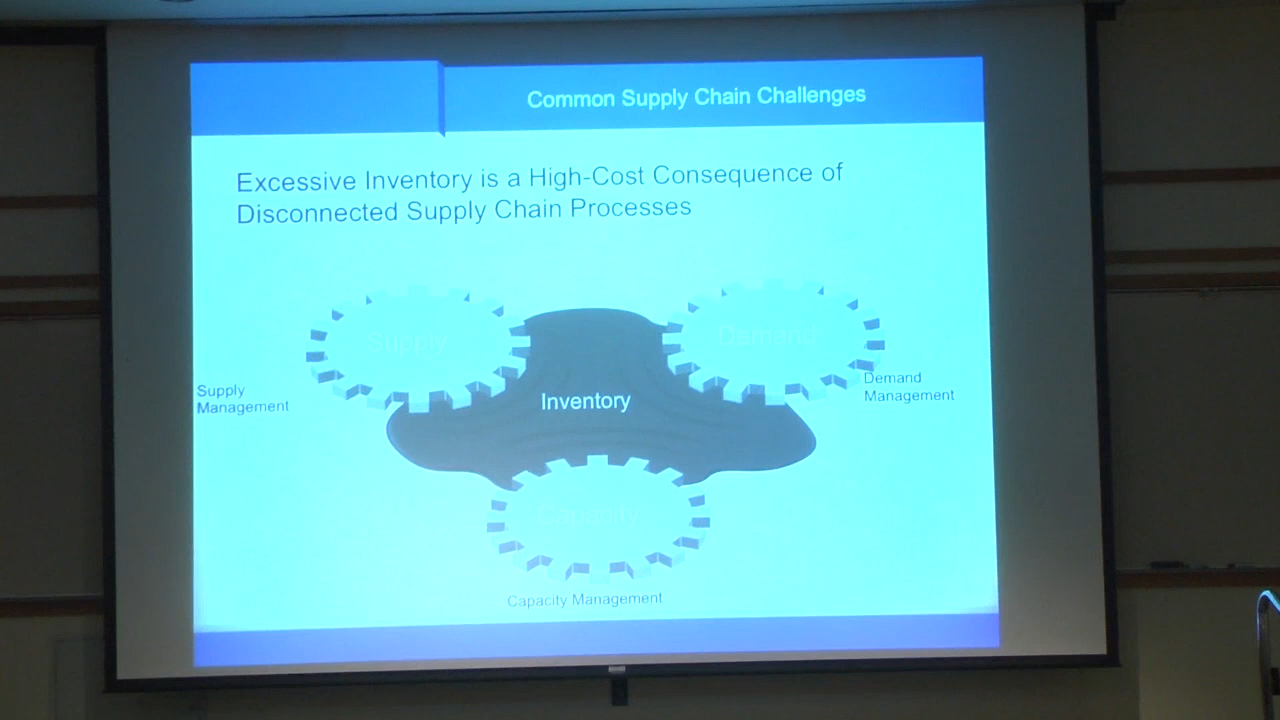 Common Supply Chain Challenges
Excessive Inventory is a High-Cost Consequence of
Disconnected Supply Chain Processes
Supply
Demand
Inventory
Supply
Management
Demand
Management
Capacity
Capacity Management